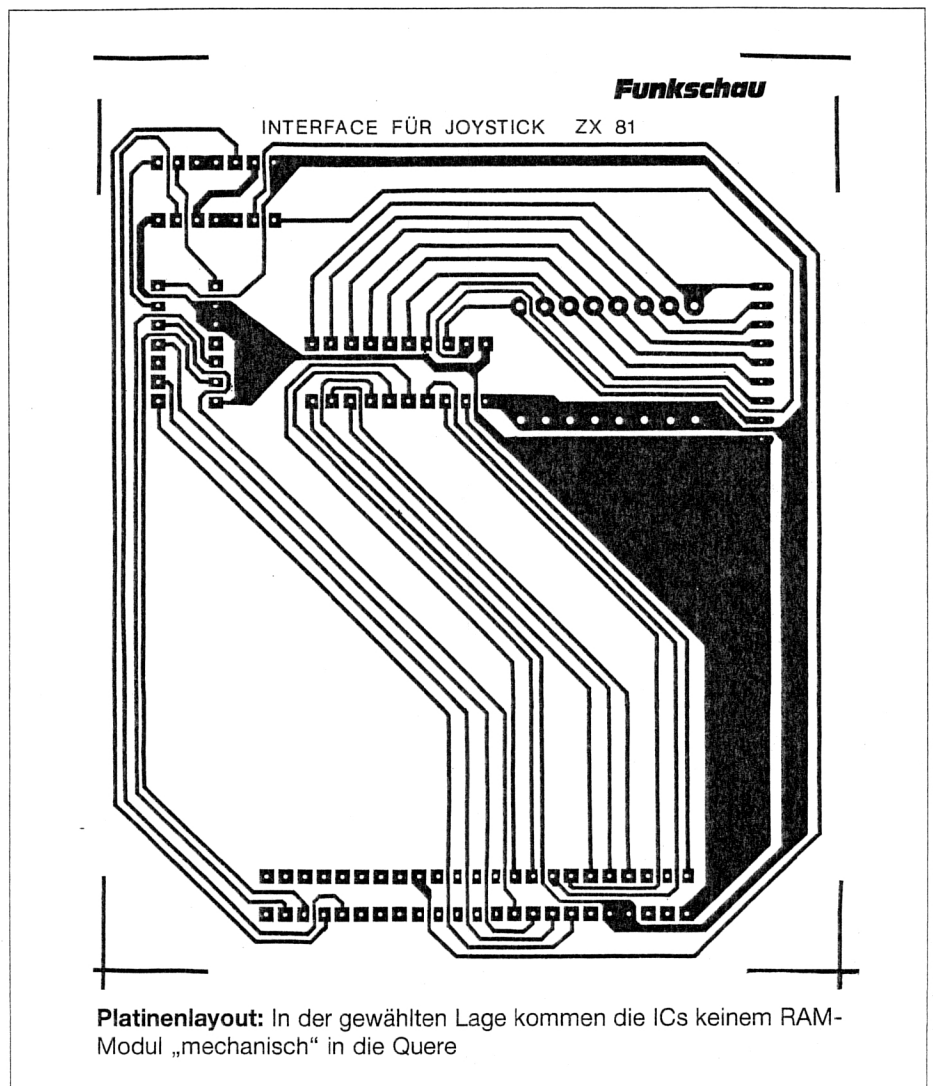 Funkschau
INTERFACE FÜR JOYSTICK ZX 81
Platinenlayout: In der gewählten Lage kommen die ICs keinem RAM-
Modul „mechanisch“ in die Quere